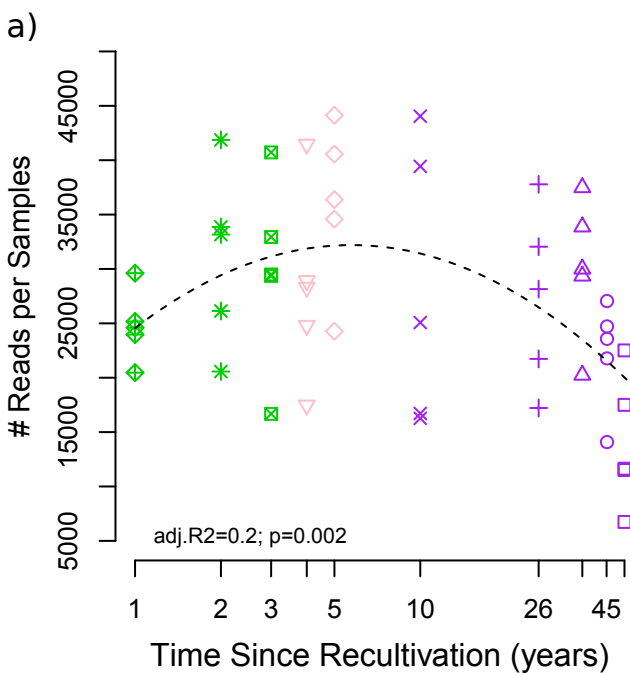 a)
# Reads per Samples
45000
35000
25000
15000
5000
adj.R2=0.2; p=0.002
1 2 3 5 10 26 45
Time Since Recultivation (years)